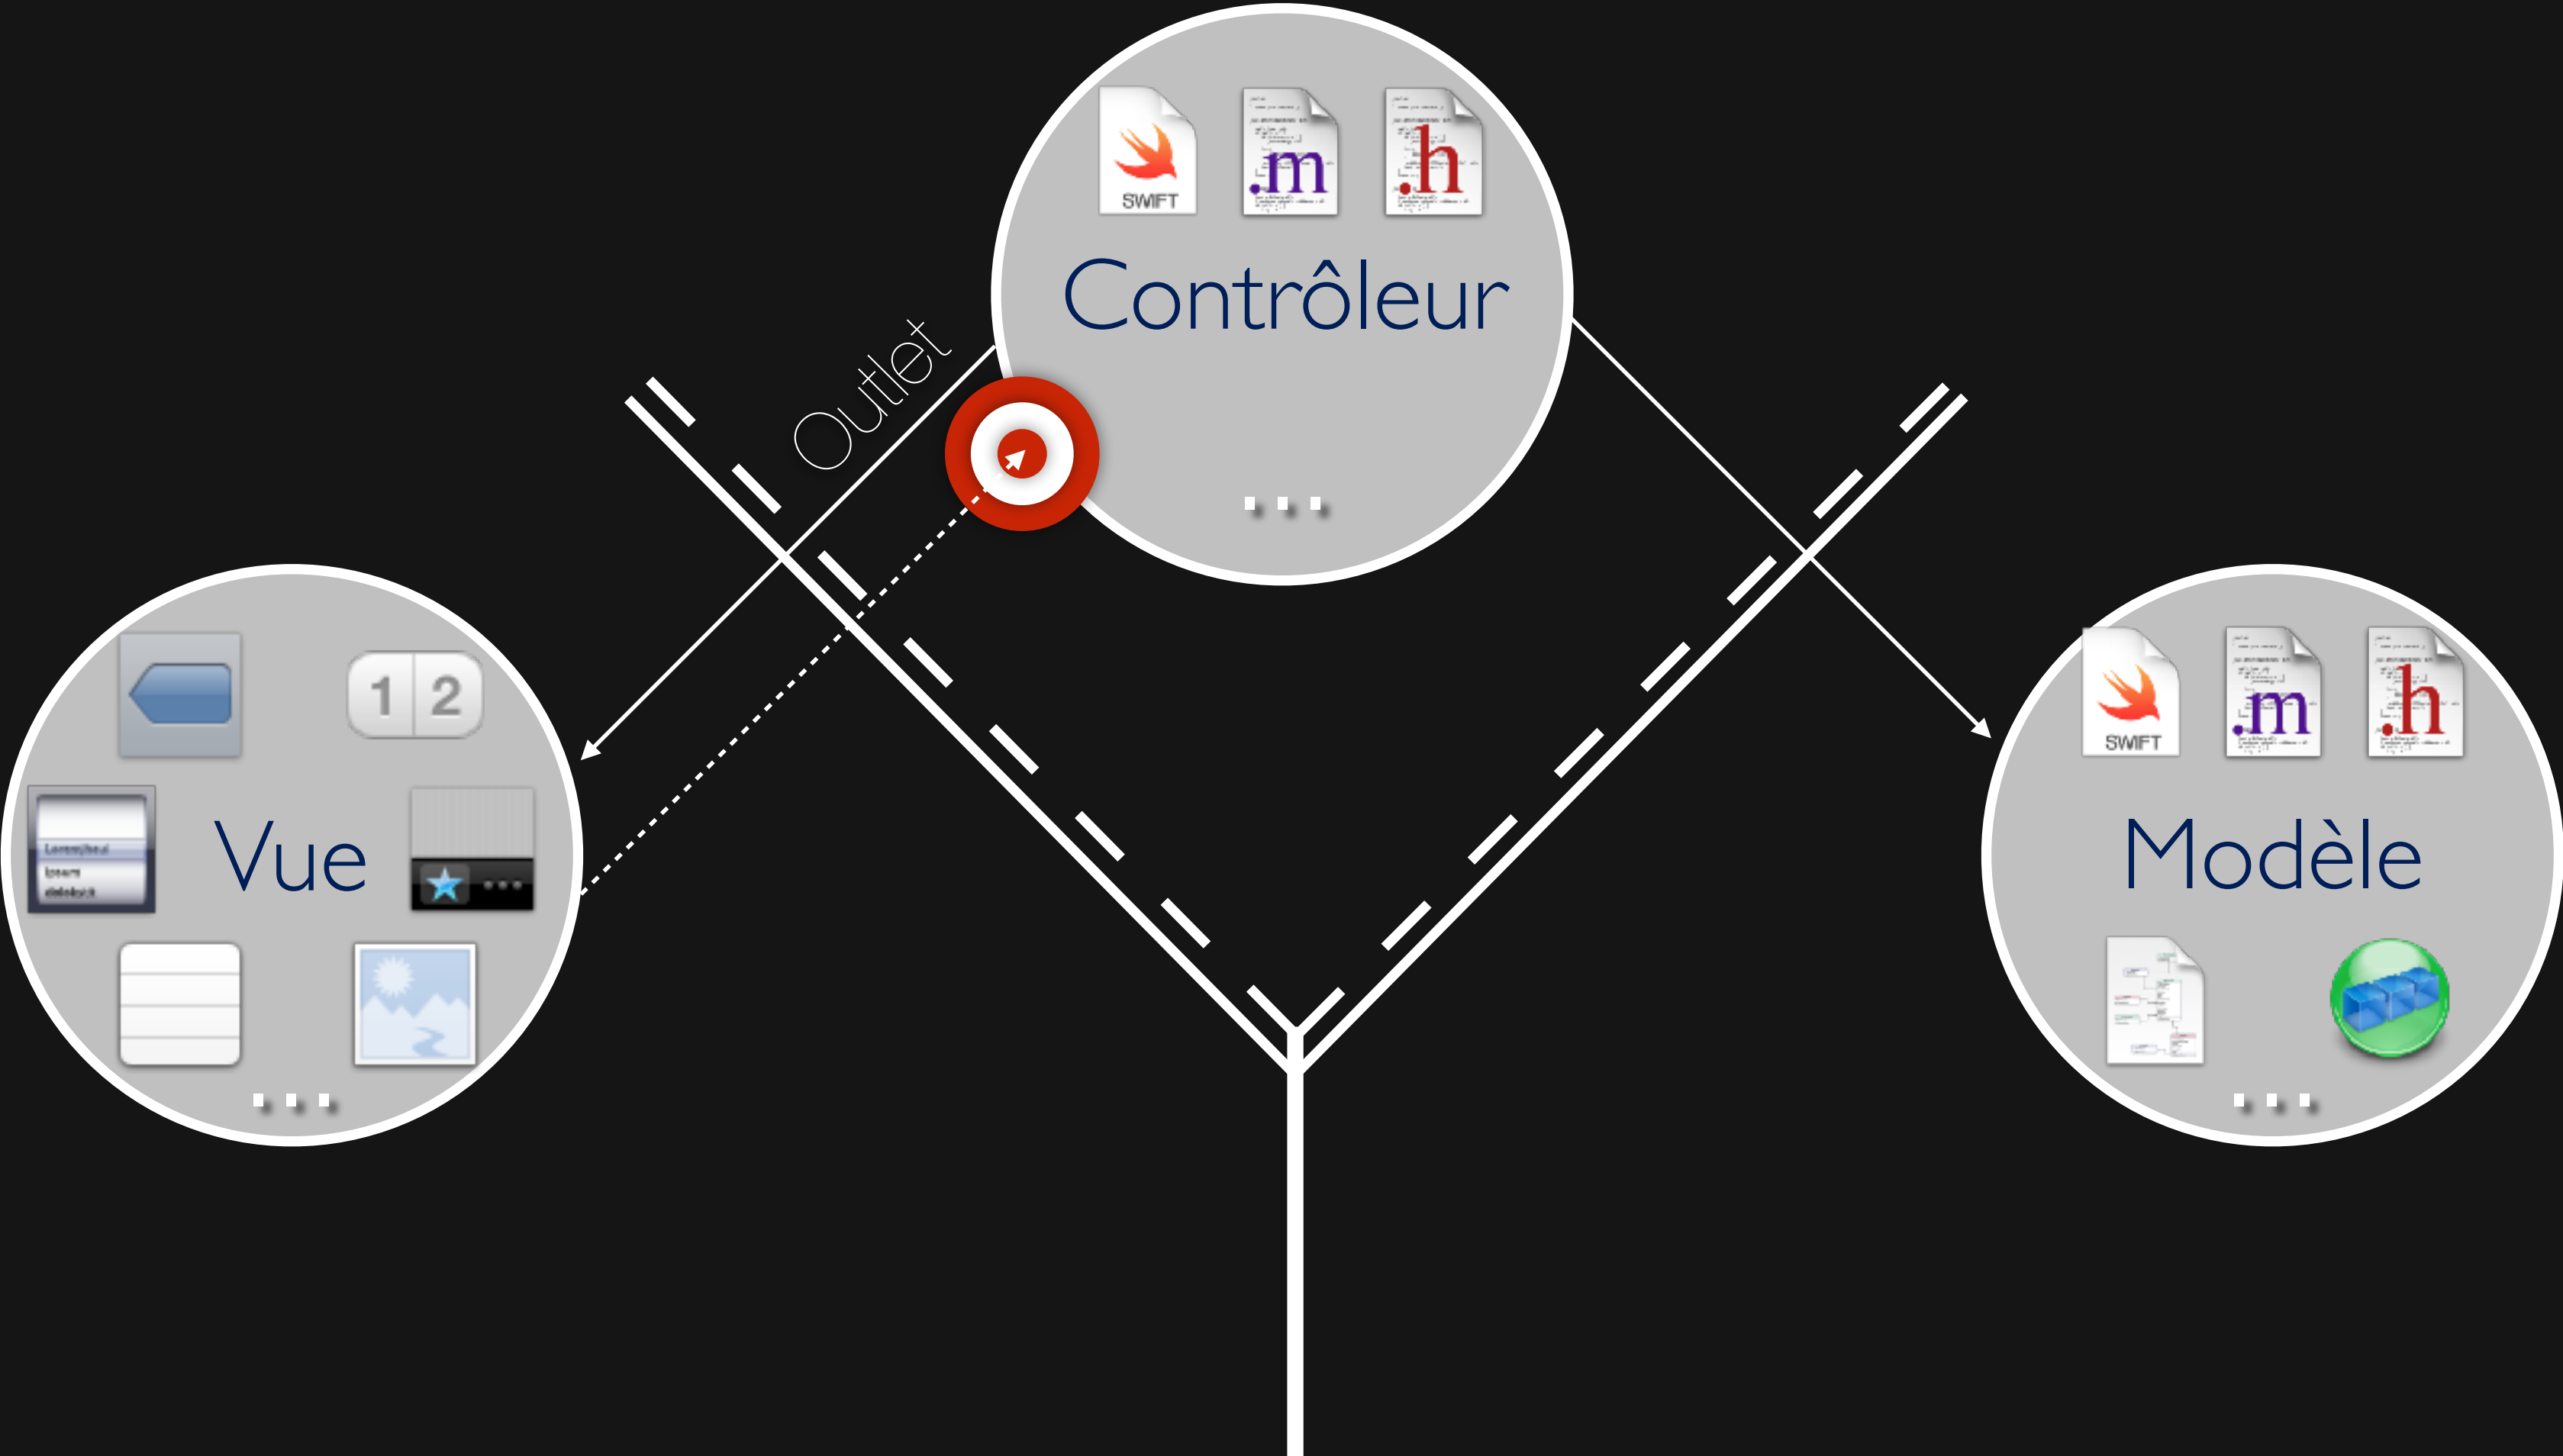 SWIFT .m .h
Contrôleur
...
Outlet
1 2
Vue
...
SWIFT .m .h
Modèle
...